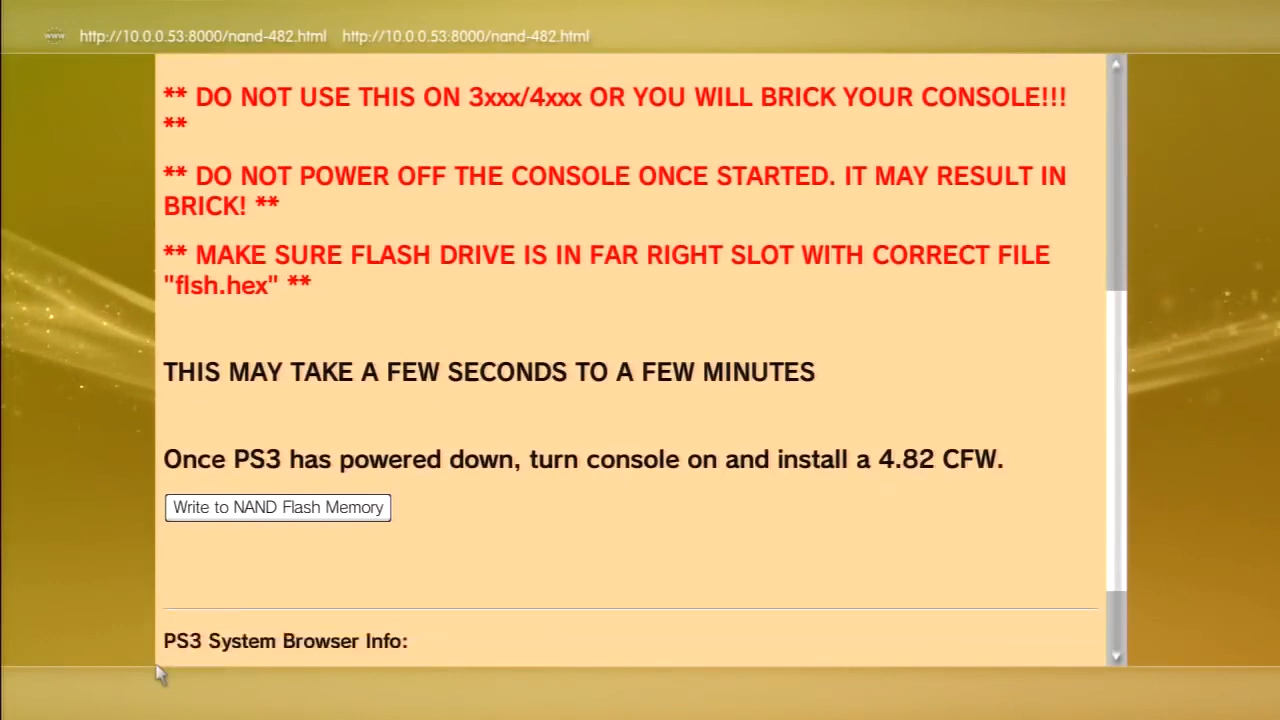 http://10.0.0.53:8000/nand-482.html http://10.0.0.53:8000/nand-482.html
** DO NOT USE THIS ON 3xxx/4xxx OR YOU WILL BRICK YOUR CONSOLE!!!
**
** DO NOT POWER OFF THE CONSOLE ONCE STARTED. IT MAY RESULT IN
BRICK! **
** MAKE SURE FLASH DRIVE IS IN FAR RIGHT SLOT WITH CORRECT FILE
"flsh.hex" **
THIS MAY TAKE A FEW SECONDS TO A FEW MINUTES
Once PS3 has powered down, turn console on and install a 4.82 CFW.
Write to NAND Flash Memory
PS3 System Browser Info: